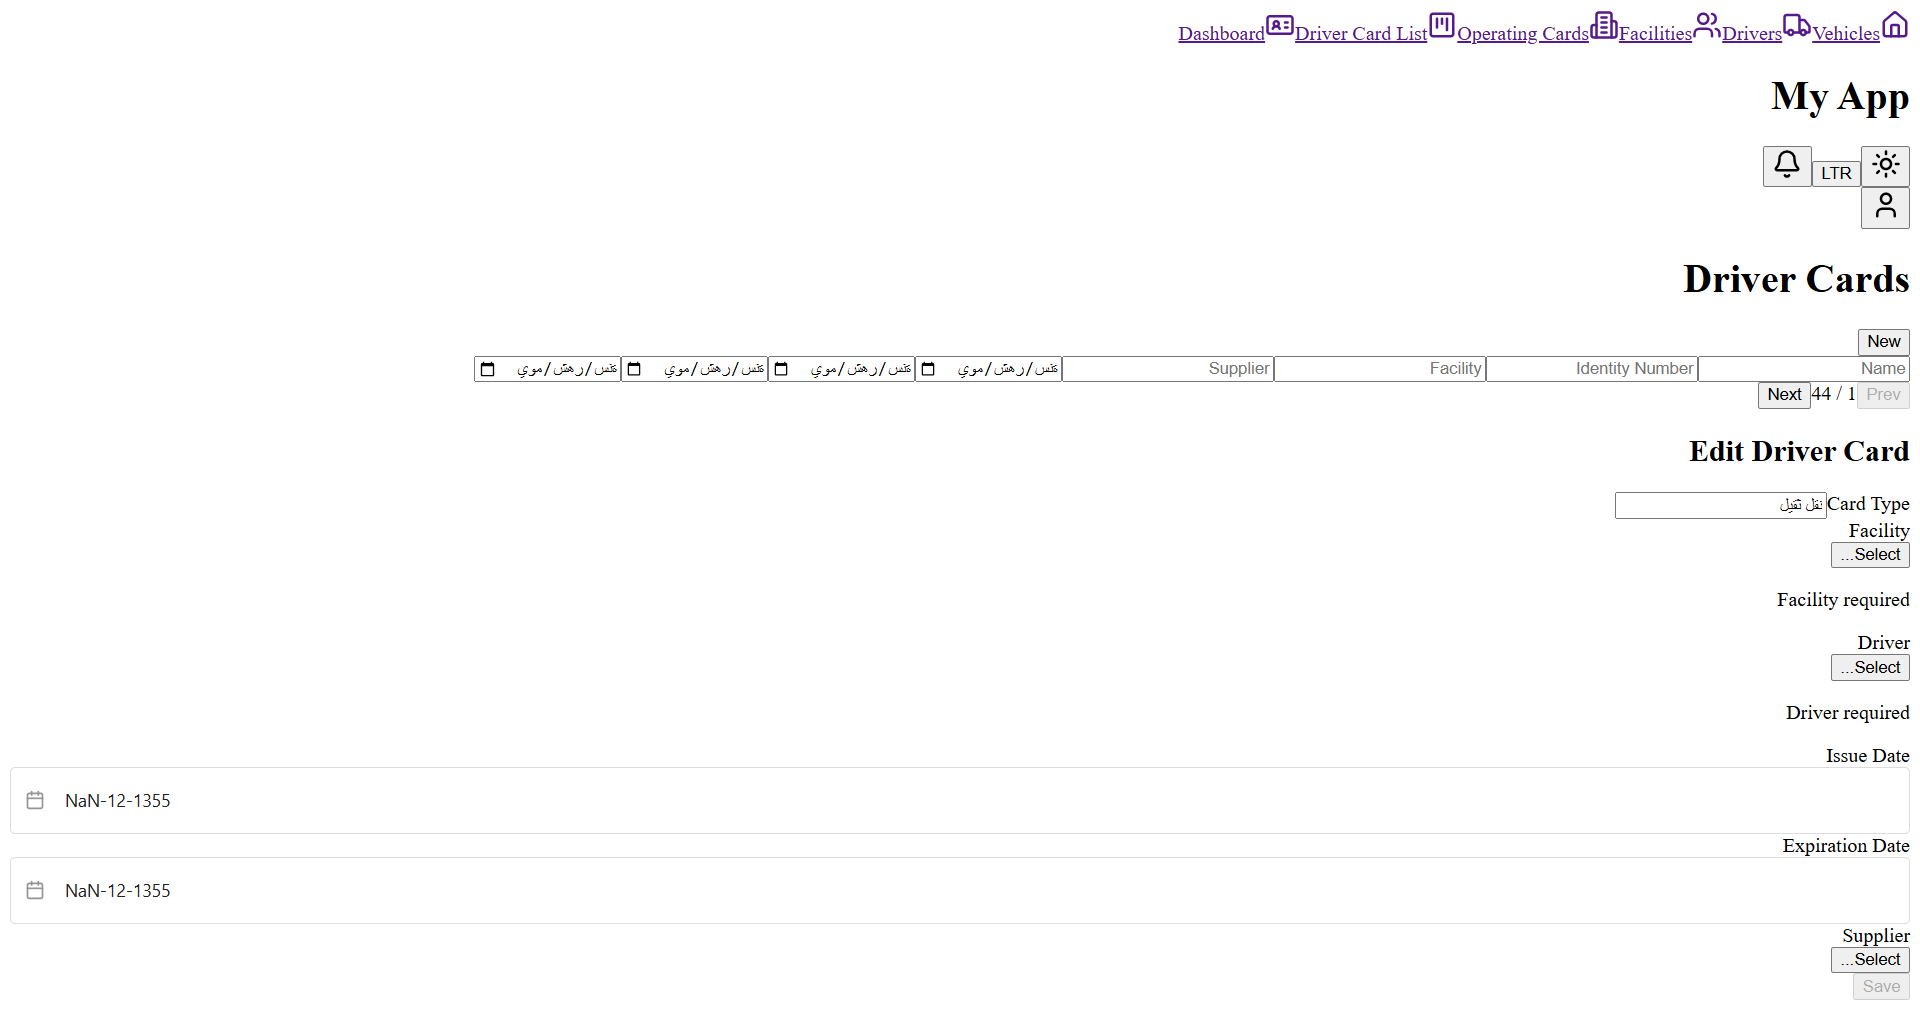 Dashboard Driver Card List Operating Cards Facilities Drivers Vehicles
My App
LTR
Driver Cards
New
Name Identity Number Facility Supplier يوم/شهر/سنة يوم/شهر/سنة يوم/شهر/سنة يوم/شهر/سنة
Prev 1 / 44 Next
Edit Driver Card
Card Type نقل ثقيل
Facility
...Select
Facility required
Driver
...Select
Driver required
Issue Date
NaN-12-1355
Expiration Date
NaN-12-1355
Supplier
...Select
Save